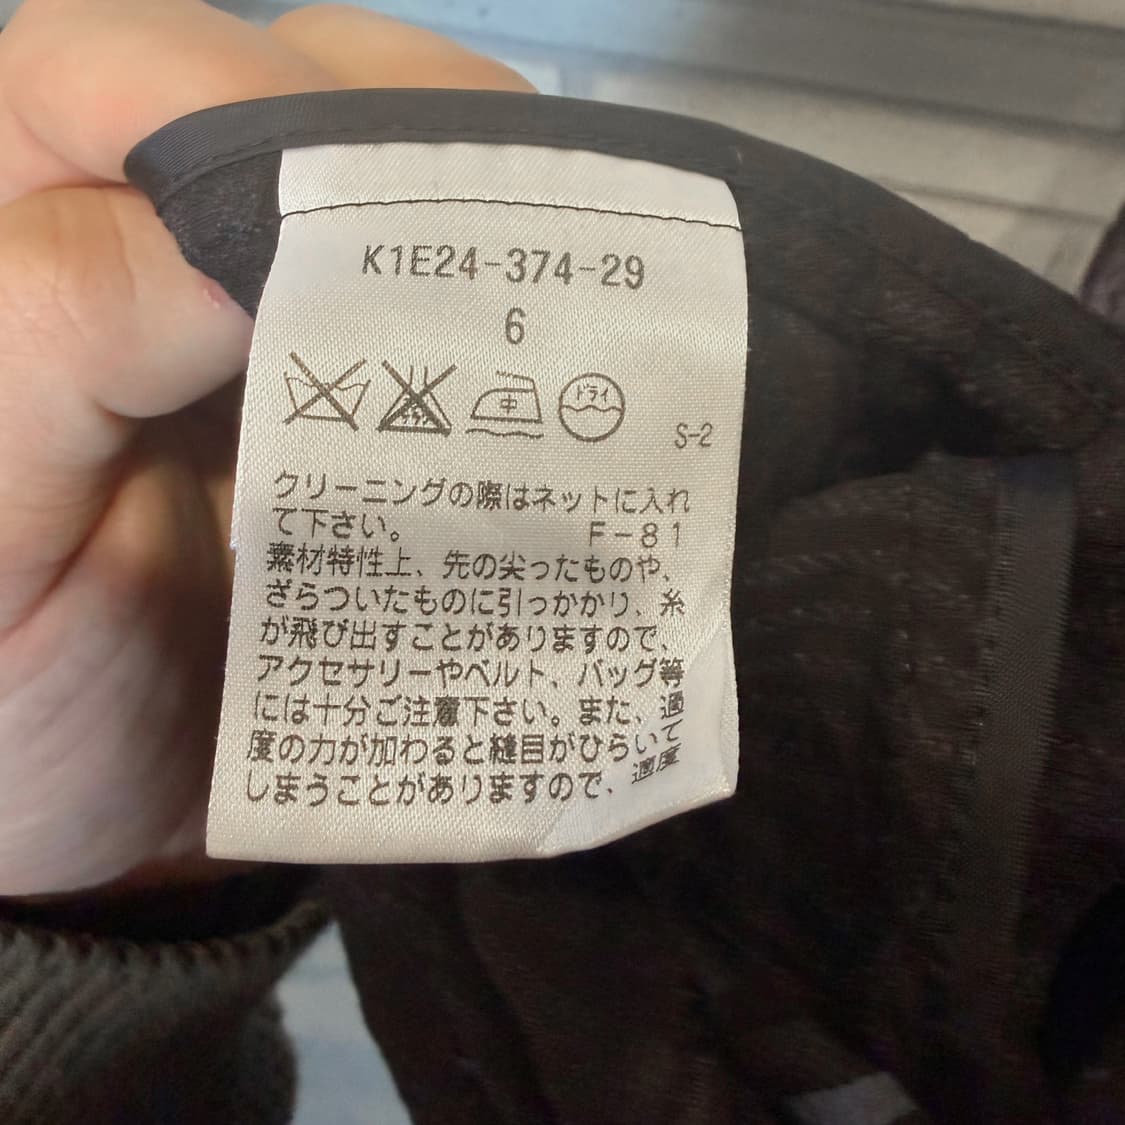 K1E24-374-29
6
中 ドライ
S-2
クリーニングの際はネットに入れ
て下さい。 F-81
素材特性上、先の尖ったものや、
ざらついたものに引っかかり、糸
が飛び出すことがありますので、
アクセサリーやベルト、バッグ等
には十分ご注意下さい。また、過
度の力が加わると縫目がひらいて
しまうことがありますので、適度